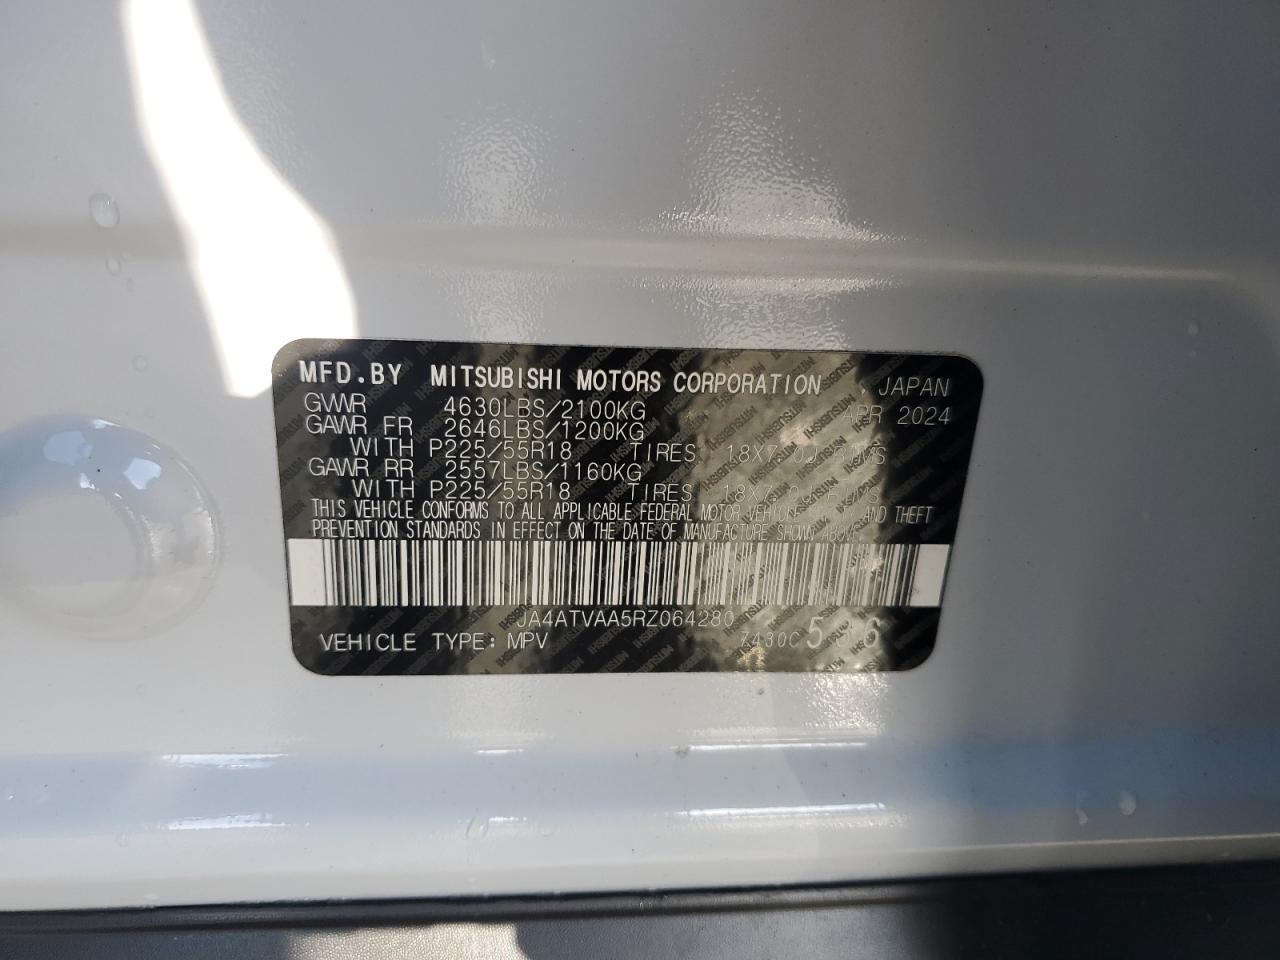 MFD.BY MITSUBISHI MOTORS CORPORATION , JAPAN
GVWR 4630LBS/2100KG APR 2024
GAWR FR 2646LBS/1200KG
WITH P225/55R18 TIRES
GAWR RR 2557LBS/1160KG
WITH P225/55R18 TIRES
THIS VEHICLE CONFORMS TO ALL APPLICABLE FEDERAL MOTOR VEHICLE AND THEFT
PREVENTION STANDARDS IN EFFECT ON THE DATE OF MANUFACTURE SHOWN ABOVE.
JA4ATVAA5RZ064280
VEHICLE TYPE: MPV